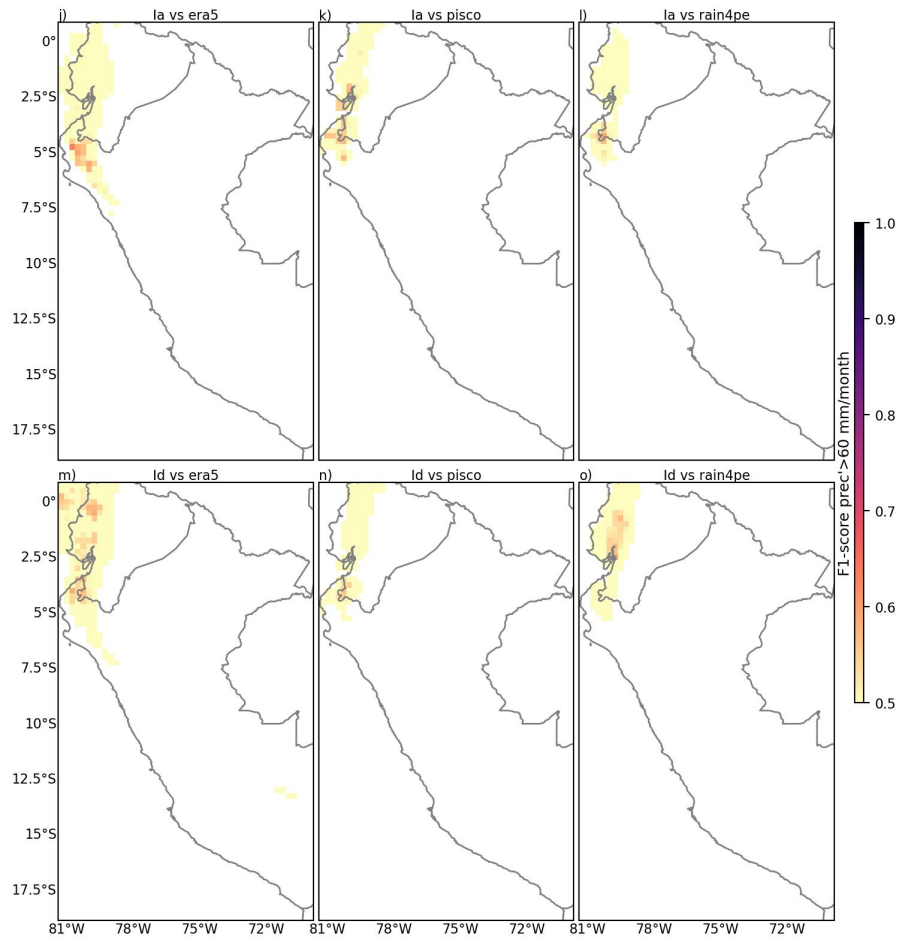 j) Ia vs era5
k) Ia vs pisco
l) Ia vs rain4pe
0°
2.5°S
5°S
7.5°S
10°S
12.5°S
15°S
17.5°S
m) Id vs era5
n) Id vs pisco
o) Id vs rain4pe
0°
2.5°S
5°S
7.5°S
10°S
12.5°S
15°S
17.5°S
81°W 78°W 75°W 72°W
81°W 78°W 75°W 72°W
81°W 78°W 75°W 72°W
1.0
0.9
0.8
0.7
0.6
0.5
F1-score prec'>60 mm/month